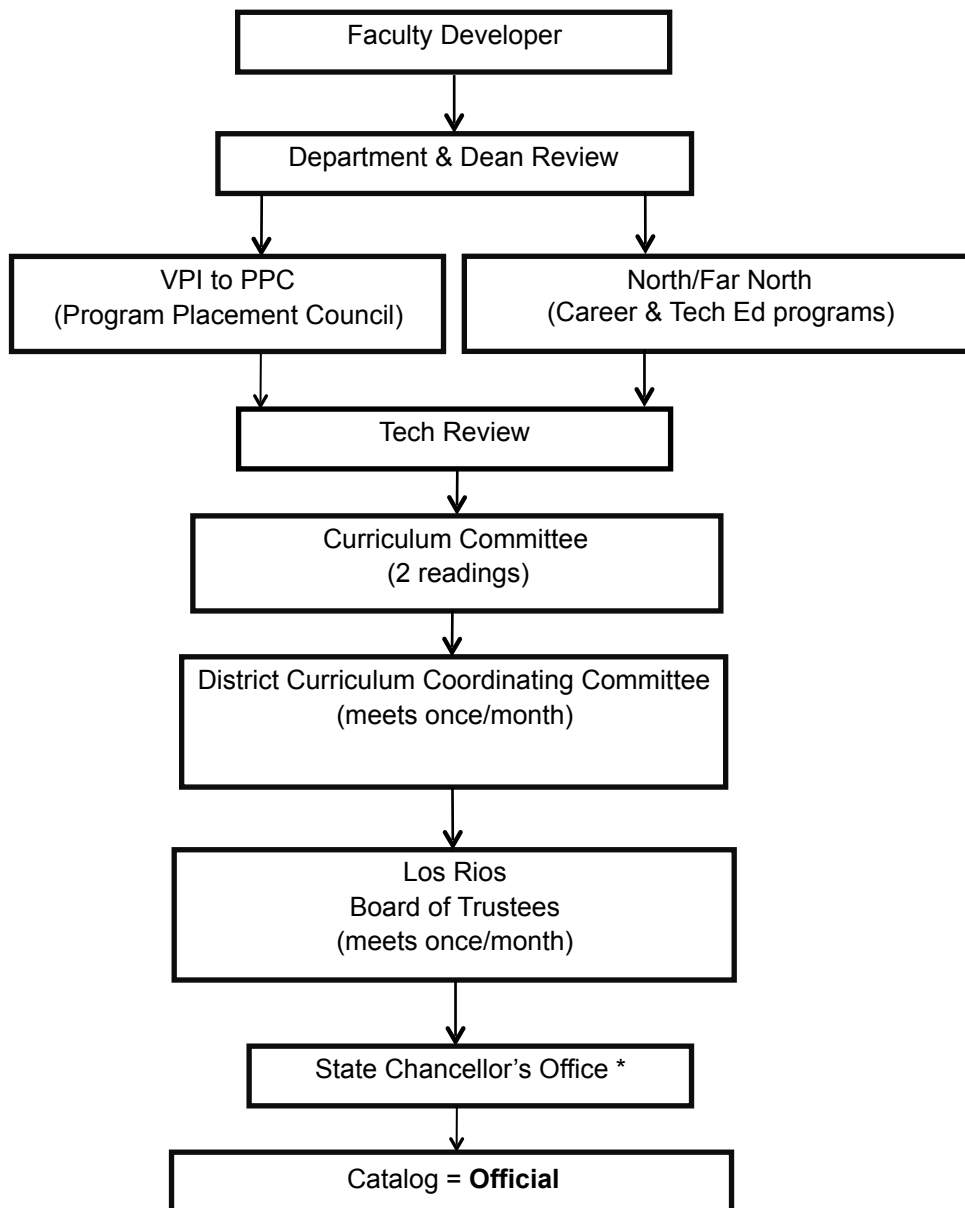 Faculty Developer
Department & Dean Review
VPI to PPC
(Program Placement Council)
North/Far North
(Career & Tech Ed programs)
Tech Review
Curriculum Committee
(2 readings)
District Curriculum Coordinating Committee
(meets once/month)
Los Rios
Board of Trustees
(meets once/month)
State Chancellor’s Office *
Catalog = Official